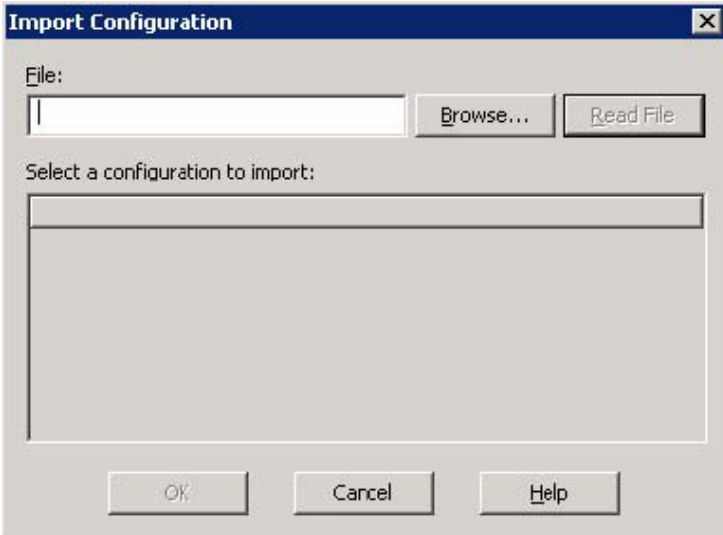 Import Configuration
File:
Browse... Read File
Select a configuration to import:
OK Cancel Help